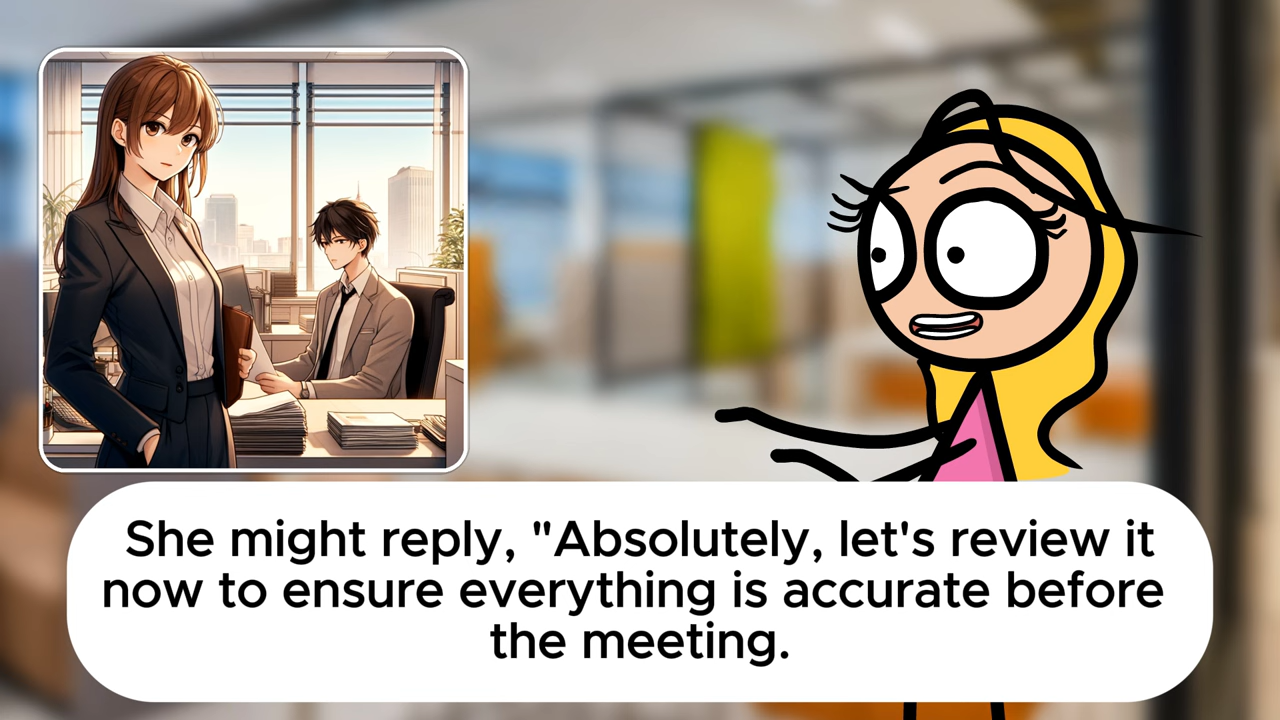 She might reply, "Absolutely, let's review it
now to ensure everything is accurate before
the meeting.